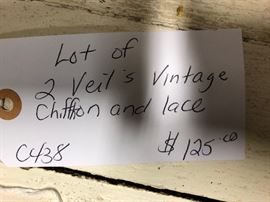 Lot of
2 Veil's Vintage
Chiffon and lace
C438 $125.00